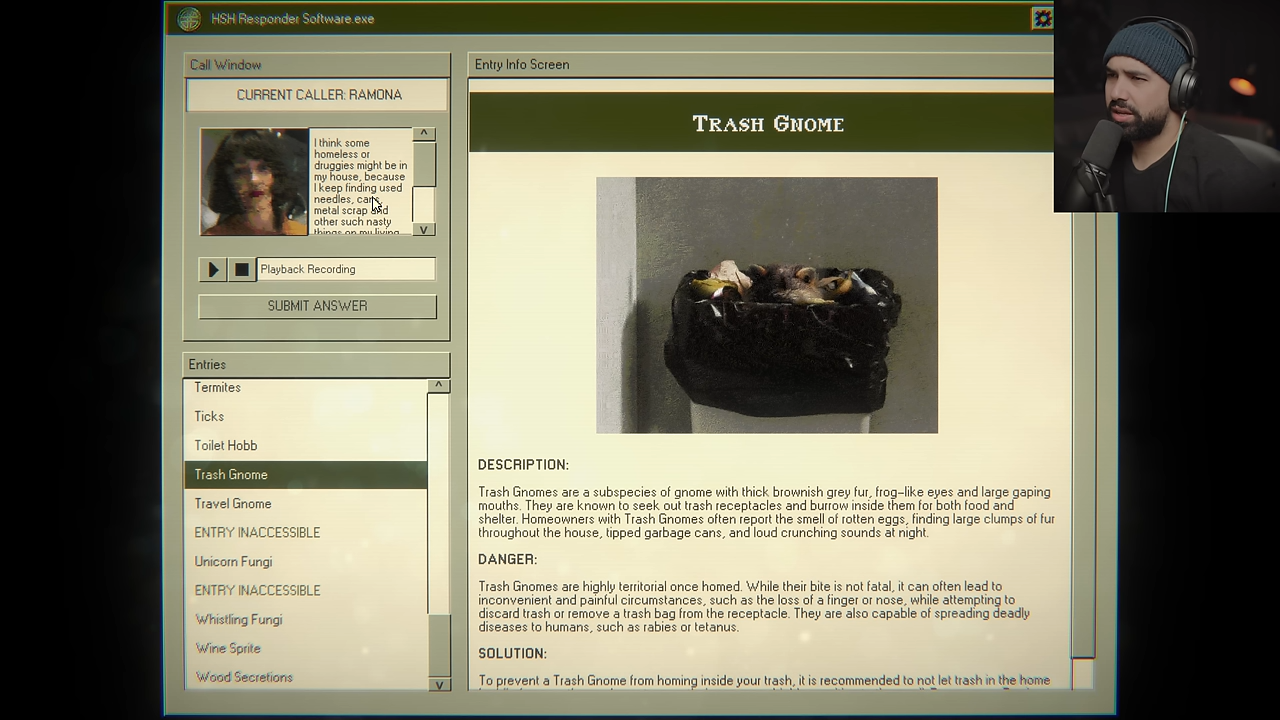 HSH Responder Software.exe
Call Window
CURRENT CALLER: RAMONA
I think some
homeless or
druggies might be in
my house, because
I keep finding used
needles, cans,
metal scrap and
other such nasty
things on my living
Playback Recording
SUBMIT ANSWER
Entries
Termites
Ticks
Toilet Hobb
Trash Gnome
Travel Gnome
ENTRY INACCESSIBLE
Unicorn Fungi
ENTRY INACCESSIBLE
Whistling Fungi
Wine Sprite
Wood Secretions
Entry Info Screen
TRASH GNOME
DESCRIPTION:
Trash Gnomes are a subspecies of gnome with thick brownish grey fur, frog-like eyes and large gaping
mouths. They are known to seek out trash receptacles and burrow inside them for both food and
shelter. Homeowners with Trash Gnomes often report the smell of rotten eggs, finding large clumps of fur
throughout the house, tipped garbage cans, and loud crunching sounds at night.
DANGER:
Trash Gnomes are highly territorial once homed. While their bite is not fatal, it can often lead to
inconvenient and painful circumstances, such as the loss of a finger or nose, while attempting to
discard trash or remove a trash bag from the receptacle. They are also capable of spreading deadly
diseases to humans, such as rabies or tetanus.
SOLUTION:
To prevent a Trash Gnome from homing inside your trash, it is recommended to not let trash in the home